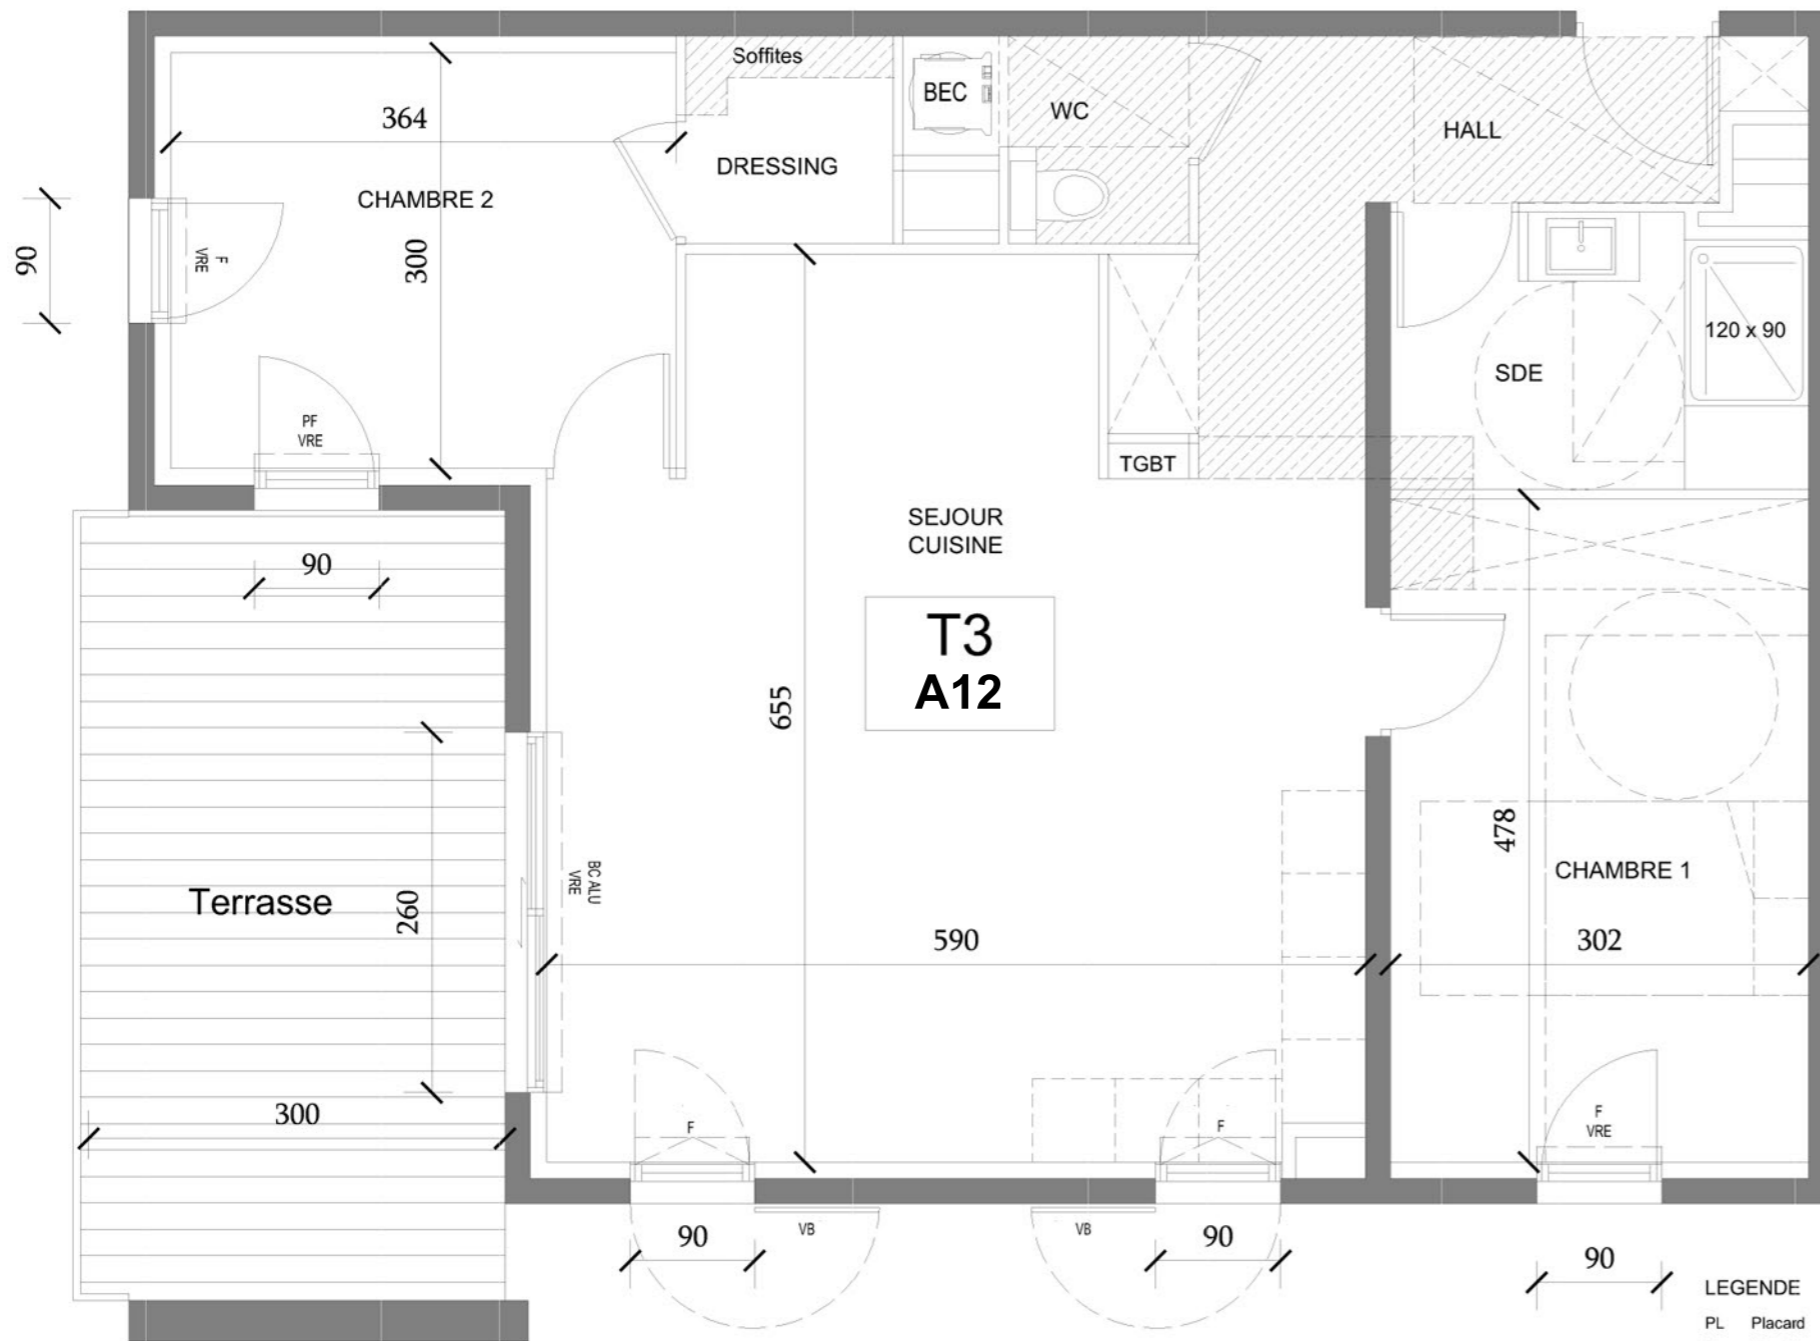 Soffites
BEC
WC
HALL
364
DRESSING
CHAMBRE 2
300
90
F
VRE
120 x 90
SDE
PF
VRE
TGBT
SEJOUR
CUISINE
90
T3
A12
655
478
CHAMBRE 1
BC ALU
VRE
Terrasse
260
590
302
300
F
F
F
VRE
VB
VB
90
90
90
LEGENDE
PL Placard